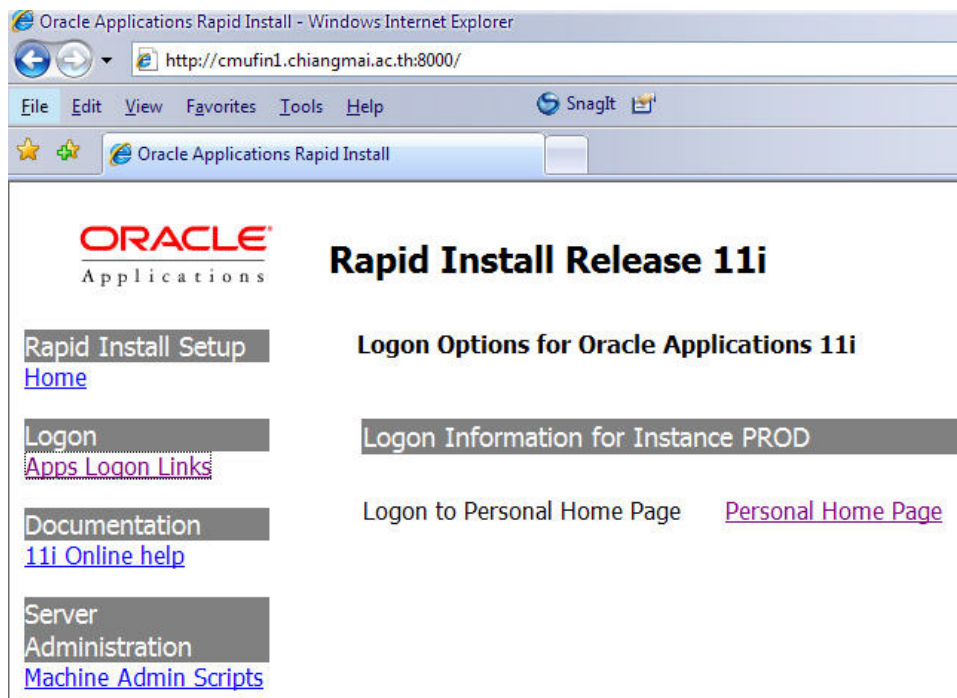 Oracle Applications Rapid Install - Windows Internet Explorer
http://cmufin1.chiangmai.ac.th:8000/
File Edit View Favorites Tools Help SnagIt
Oracle Applications Rapid Install
ORACLE
Applications
Rapid Install Release 11i
Rapid Install Setup
Home
Logon Options for Oracle Applications 11i
Logon
Apps Logon Links
Logon Information for Instance PROD
Logon to Personal Home Page Personal Home Page
Documentation
11i Online help
Server
Administration
Machine Admin Scripts